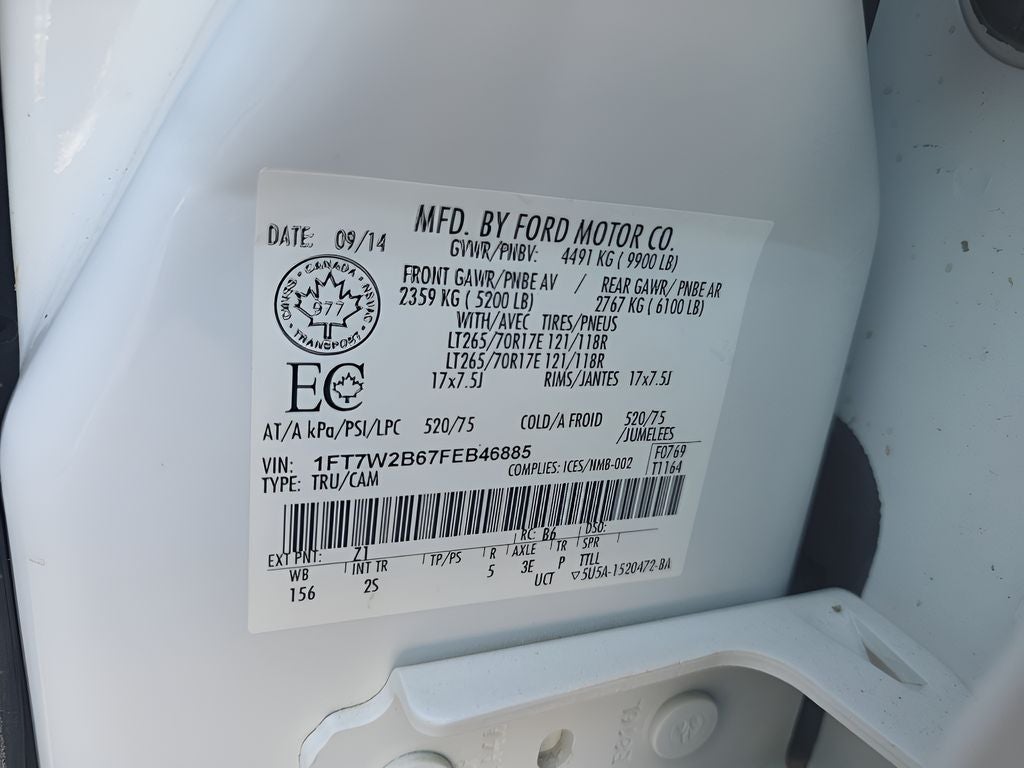 MFD. BY FORD MOTOR CO.
DATE: 09/14
GVWR/PNBV: 4491 KG ( 9900 LB)
FRONT GAWR/PNBE AV / REAR GAWR/PNBE AR
2359 KG ( 5200 LB) 2767 KG ( 6100 LB)
WITH/AVEC TIRES/PNEUS
LT265/70R17E 121/118R
LT265/70R17E 121/118R
17x7.5J RIMS/JANTES 17x7.5J
CANADA
977
TRANSPORT
EC
AT/A kPa/PSI/LPC 520/75 COLD/A FROID 520/75
/JUMELEES
VIN: 1FT7W2B67FEB46885
COMPLIES: ICES/NMB-002
F0769
T1164
TYPE: TRU/CAM
EXT PNT: Z1 RC: B6 DSO:
WB INT TR TP/PS R AXLE TR SPR
156 2S 5 3E P TTLL
UCT ▽5U5A-1520472-BA